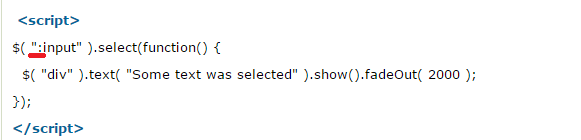 <script>
$( ":input" ).select(function() {
$( "div" ).text( "Some text was selected" ).show().fadeOut( 2000 );
});
</script>